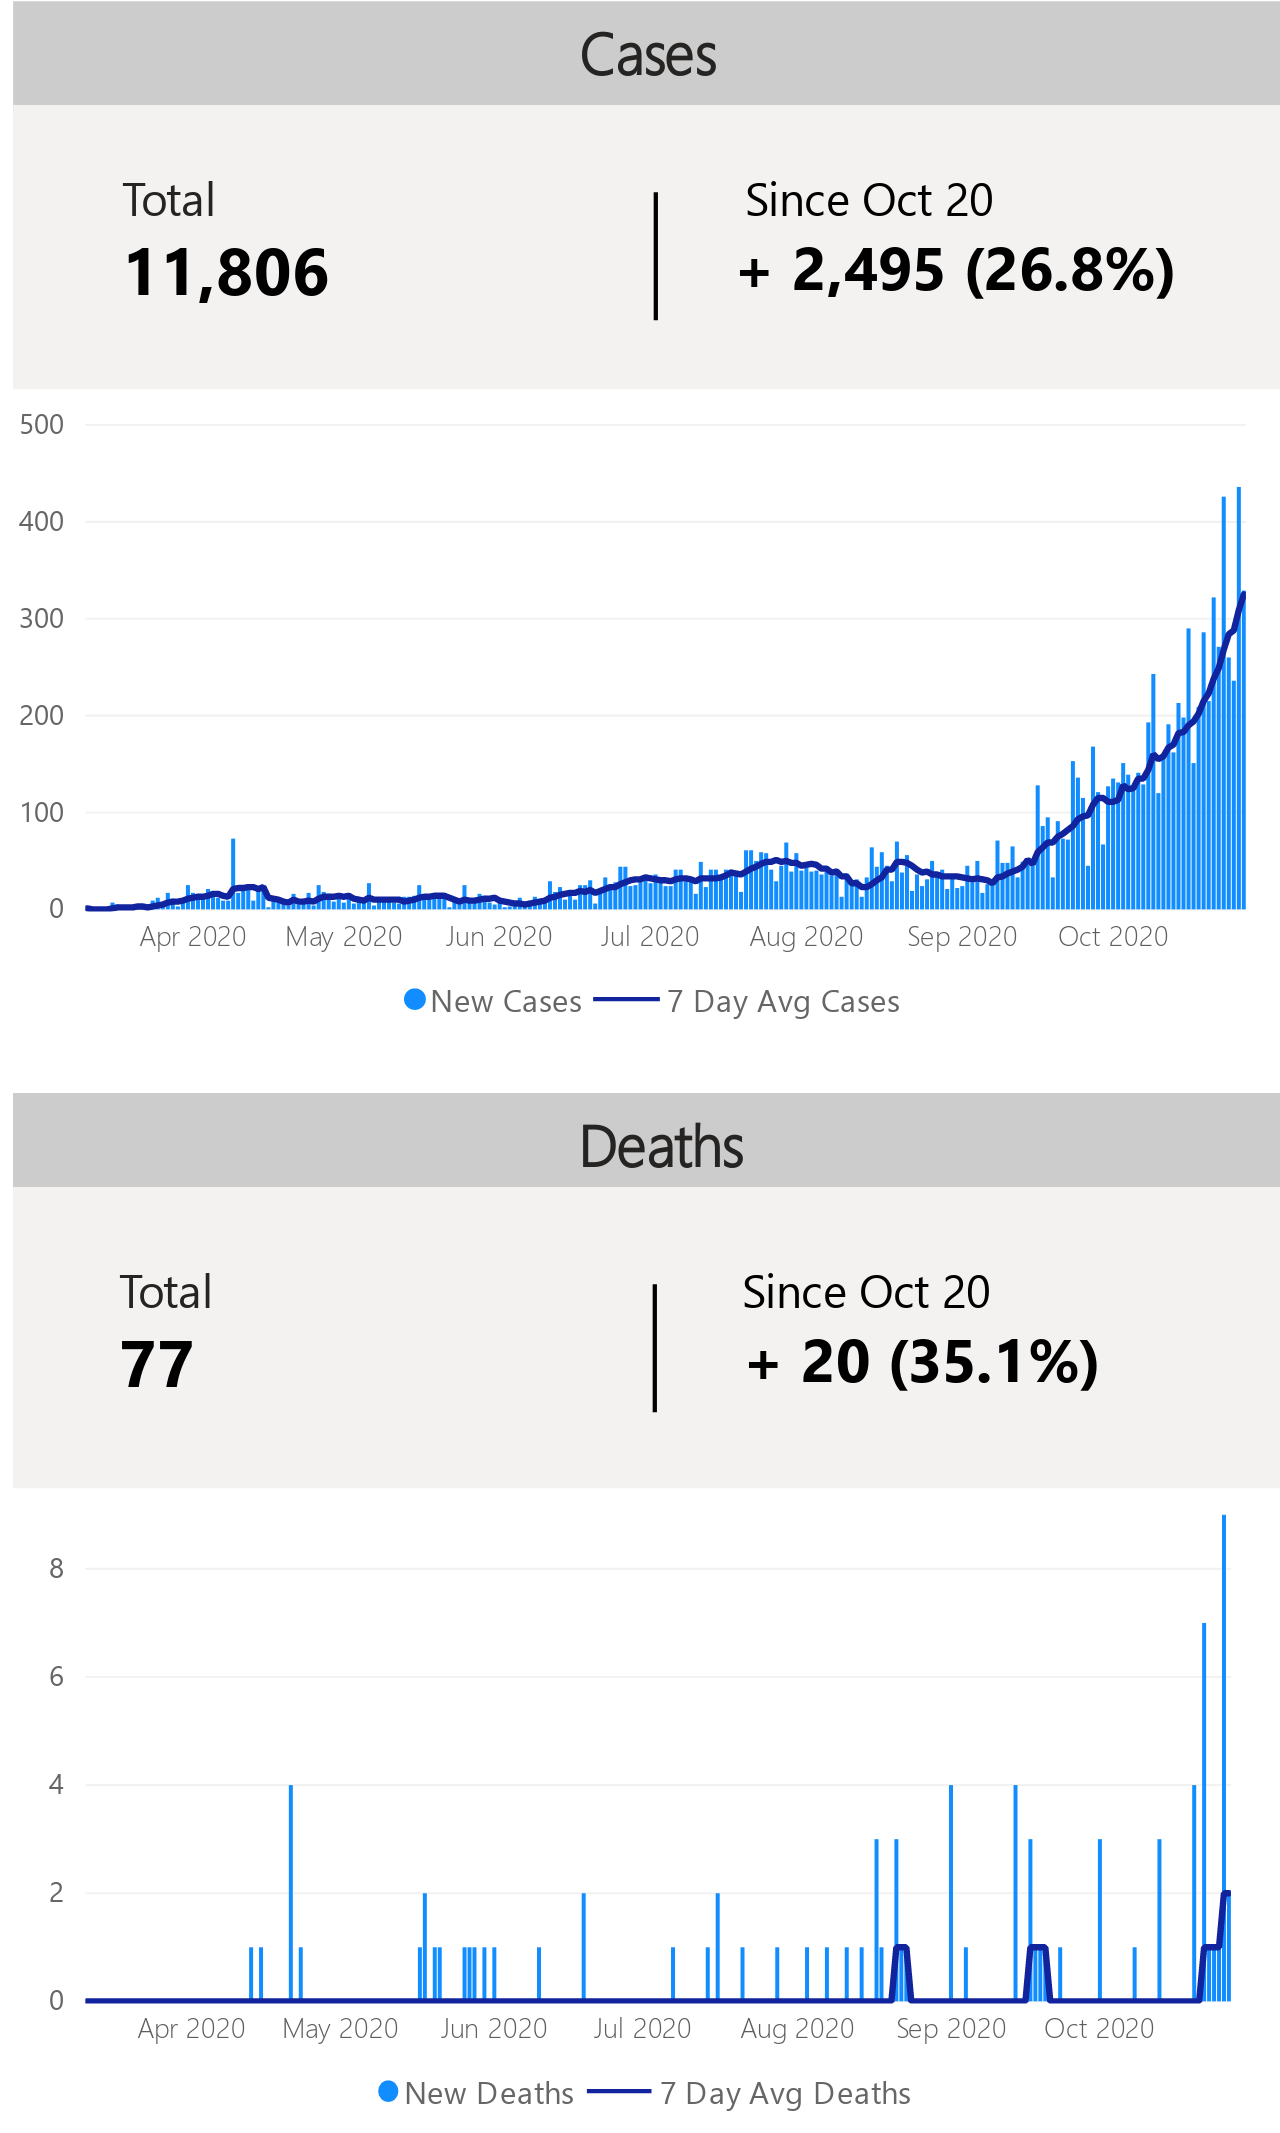 Cases
Total
Since Oct 20
11,806
+ 2,495 (26.8%)
500
400
300
200
100
0
Apr 2020 May 2020 Jun 2020 Jul 2020 Aug 2020 Sep 2020 Oct 2020
New Cases 7 Day Avg Cases
Deaths
Total
Since Oct 20
77
+ 20 (35.1%)
8
6
4
2
0
Apr 2020 May 2020 Jun 2020 Jul 2020 Aug 2020 Sep 2020 Oct 2020
New Deaths 7 Day Avg Deaths